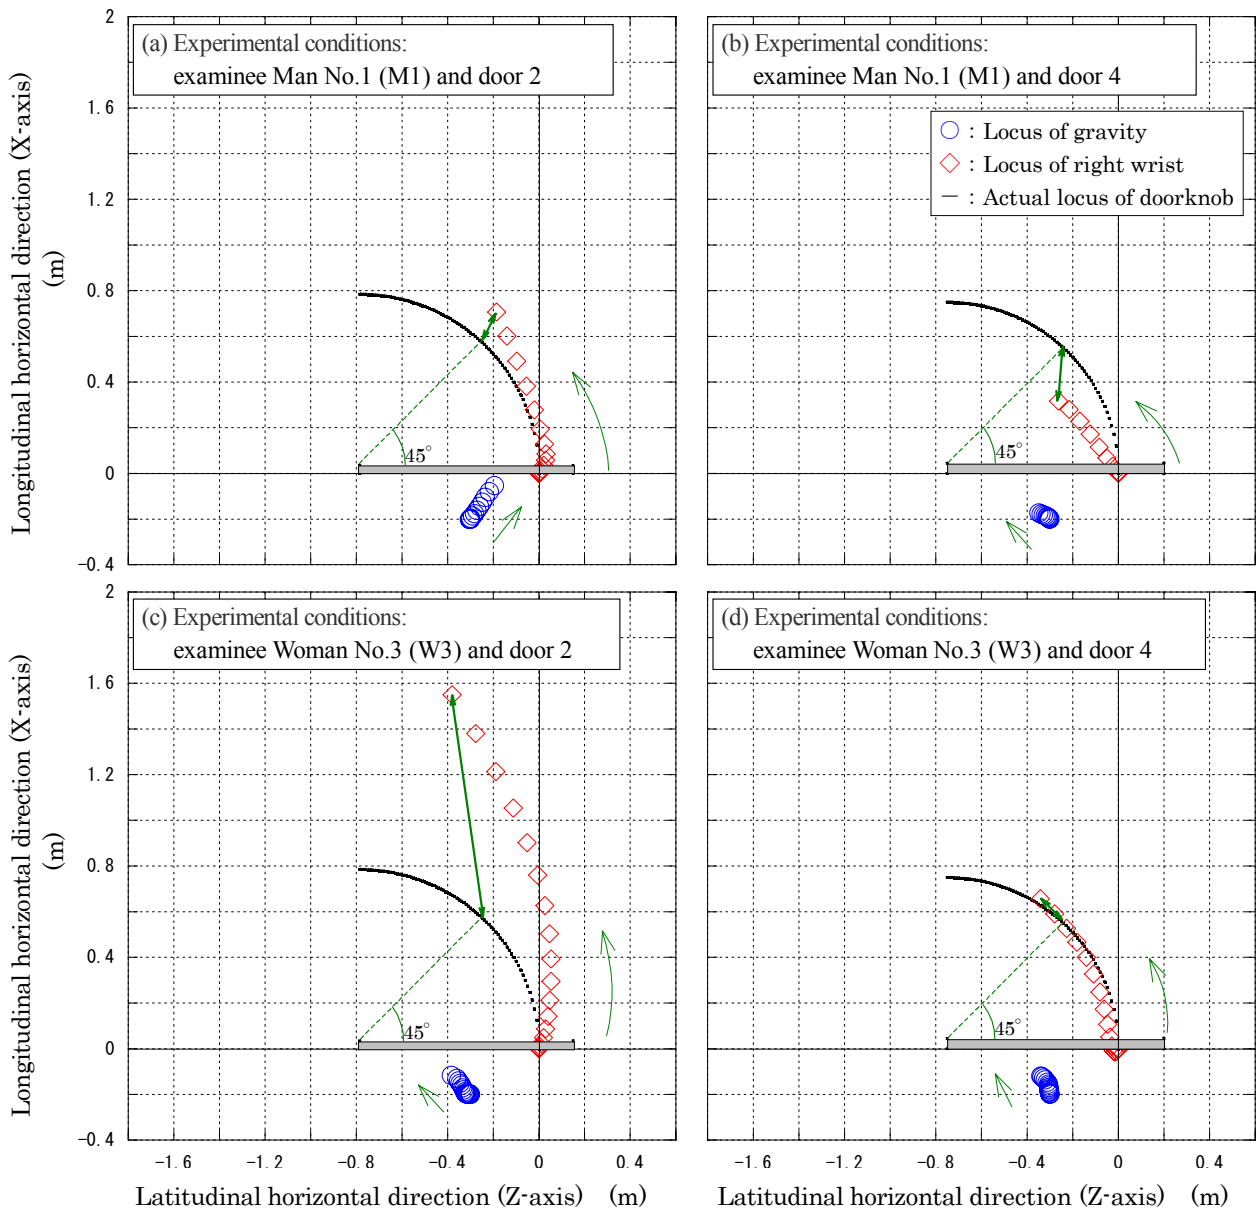 (a) Experimental conditions:
examinee Man No.1 (M1) and door 2
(b) Experimental conditions:
examinee Man No.1 (M1) and door 4
○ : Locus of gravity
◇ : Locus of right wrist
– : Actual locus of doorknob
Longitudinal horizontal direction (X-axis)
(m)
2
1.6
1.2
0.8
0.4
0
-0.4
45°
45°
(c) Experimental conditions:
examinee Woman No.3 (W3) and door 2
(d) Experimental conditions:
examinee Woman No.3 (W3) and door 4
Longitudinal horizontal direction (X-axis)
(m)
2
1.6
1.2
0.8
0.4
0
-0.4
45°
45°
-1.6 -1.2 -0.8 -0.4 0 0.4
-1.6 -1.2 -0.8 -0.4 0 0.4
Latitudinal horizontal direction (Z-axis) (m)
Latitudinal horizontal direction (Z-axis) (m)